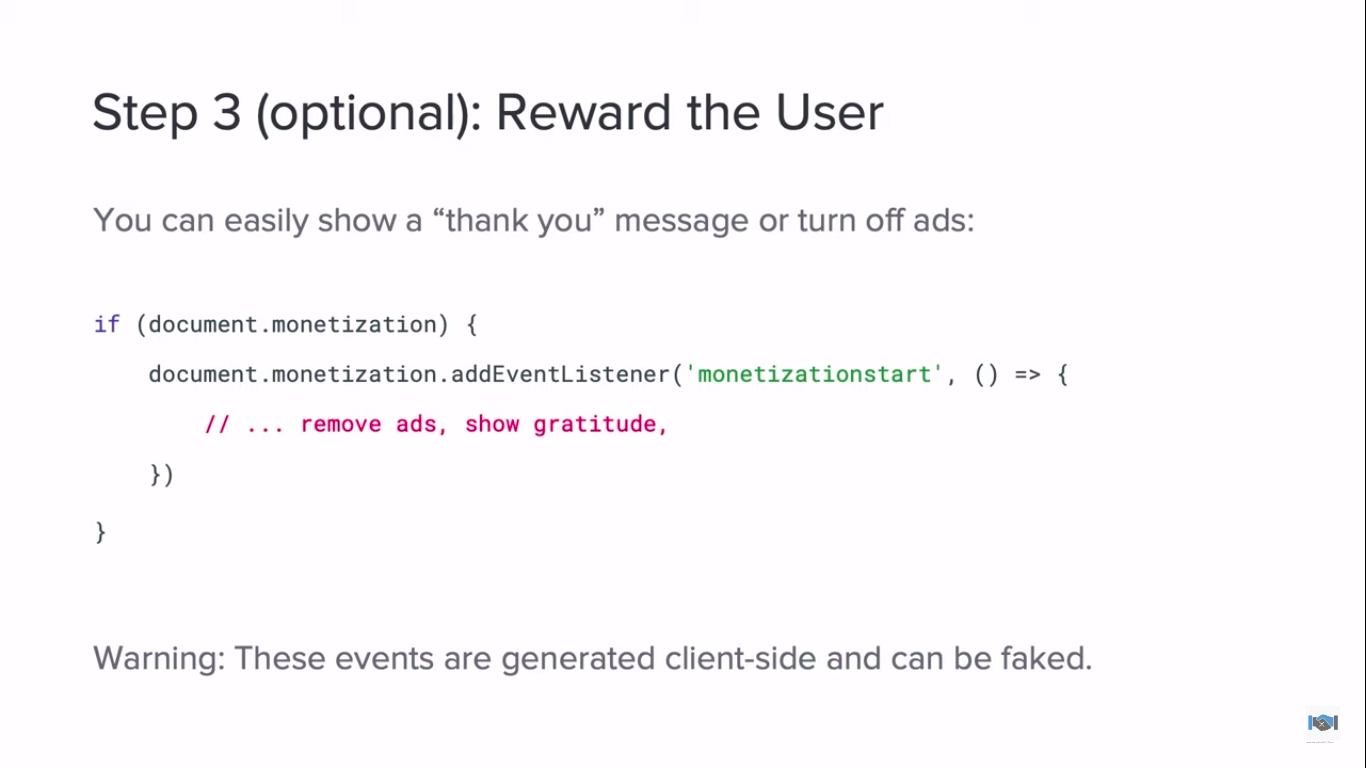 Step 3 (optional): Reward the User
You can easily show a “thank you” message or turn off ads:
if (document.monetization) {
document.monetization.addEventListener('monetizationstart', () => {
// ... remove ads, show gratitude,
})
}
Warning: These events are generated client-side and can be faked.